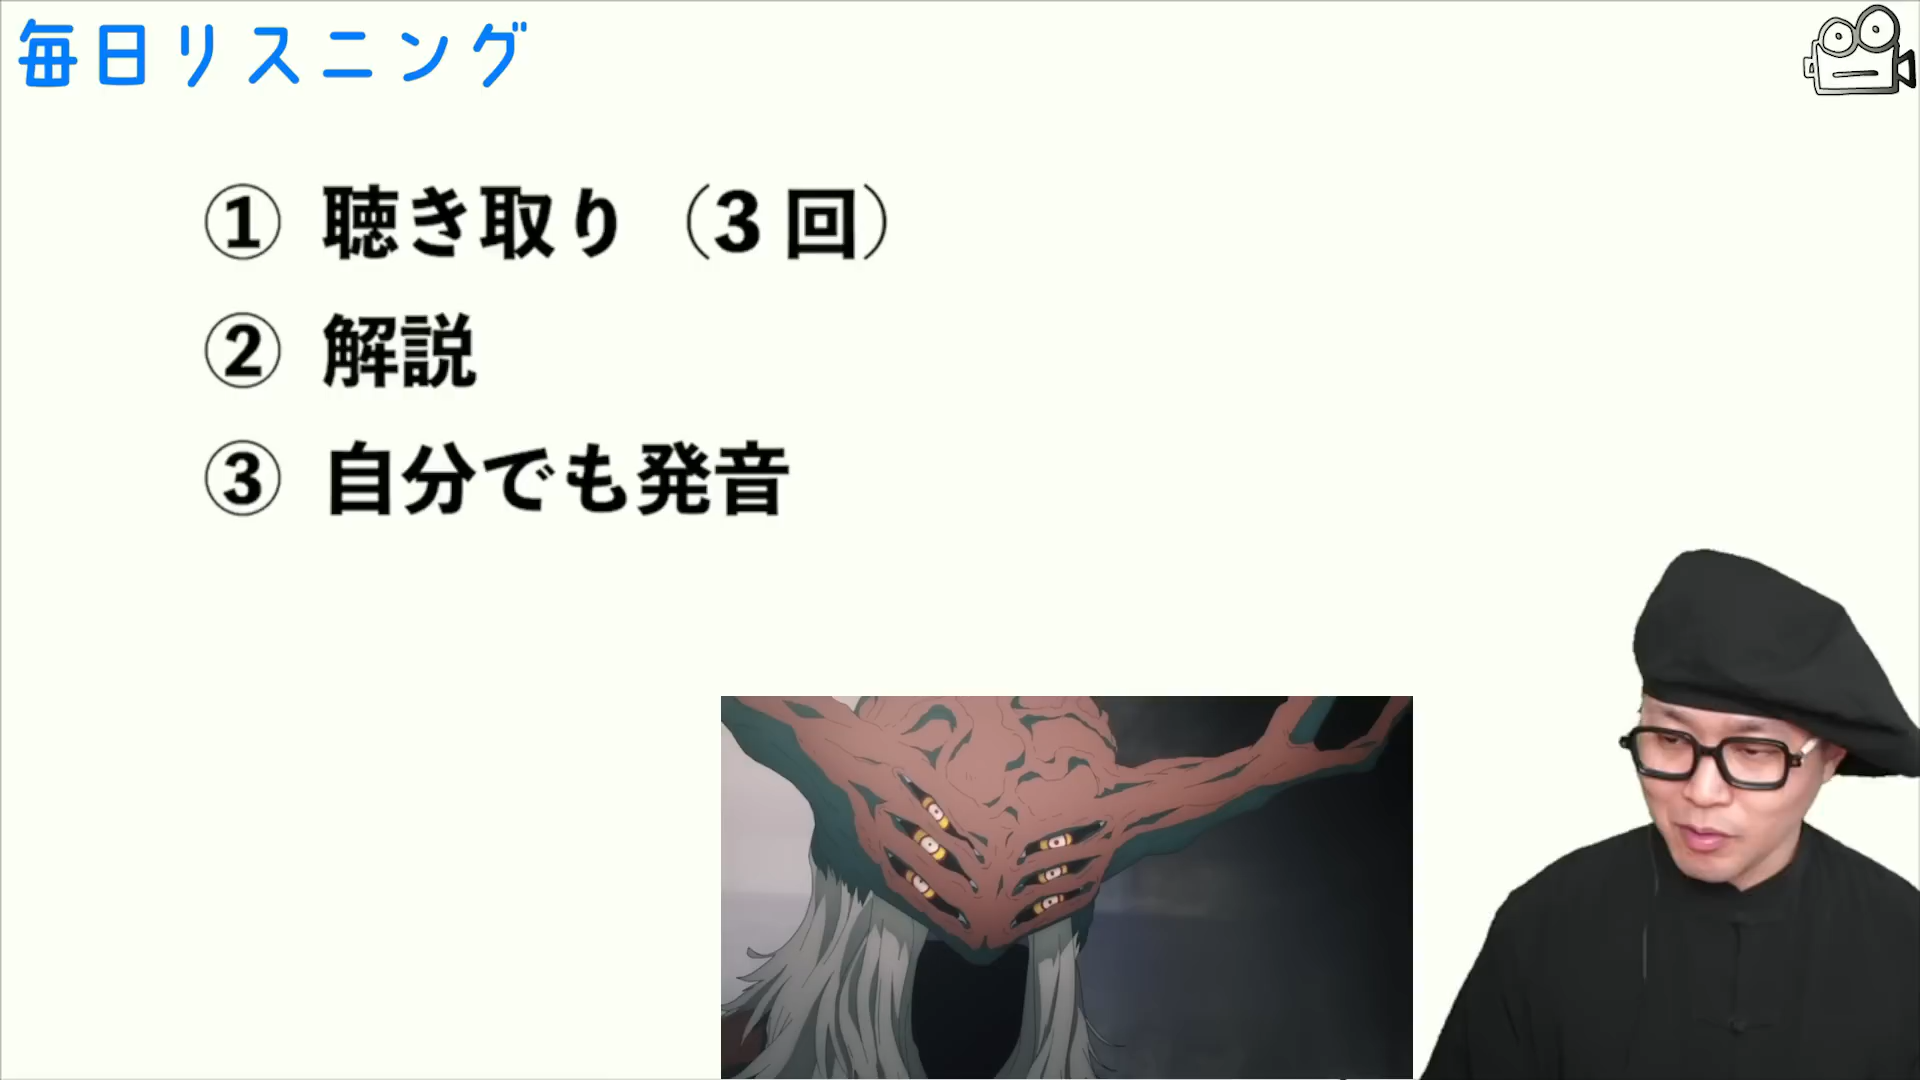 毎日リスニング
① 聴き取り（3回）
② 解説
③ 自分でも発音